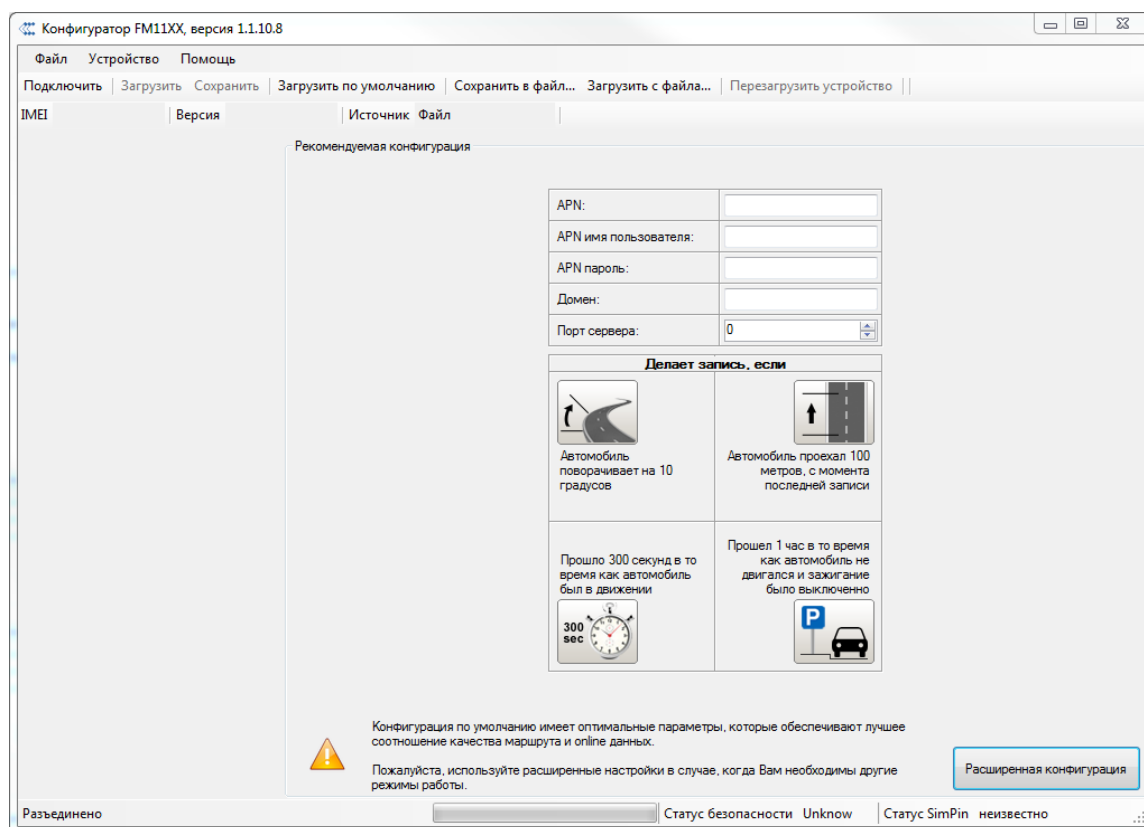 Конфигуратор FM11XX, версия 1.1.10.8
Файл Устройство Помощь
Подключить Загрузить Сохранить Загрузить по умолчанию Сохранить в файл... Загрузить с файла... Перезагрузить устройство
IMEI Версия Источник Файл
Рекомендуемая конфигурация
APN:
APN имя пользователя:
APN пароль:
Домен:
Порт сервера: 0
Делает запись, если
Автомобиль
поворачивает на 10
градусов
Автомобиль проехал 100
метров, с момента
последней записи
Прошло 300 секунд в то
время как автомобиль
был в движении
300
sec
Прошел 1 час в то время
как автомобиль не
двигался и зажигание
было выключенно
P
Конфигурация по умолчанию имеет оптимальные параметры, которые обеспечивают лучшее
соотношение качества маршрута и online данных.
Пожалуйста, используйте расширенные настройки в случае, когда Вам необходимы другие
режимы работы.
Расширенная конфигурация
Разъединено Статус безопасности Unknow Статус SimPin неизвестно